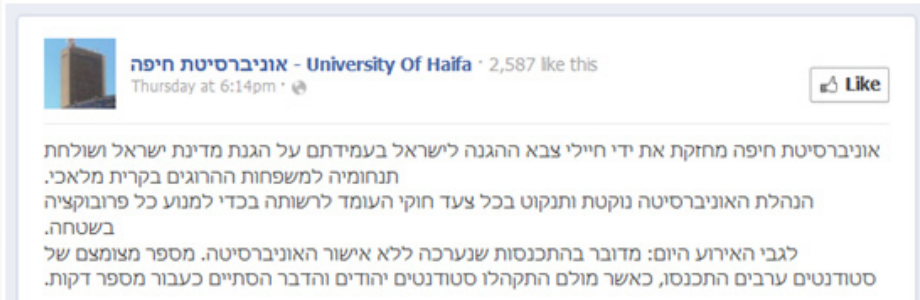 אוניברסיטת חיפה - University Of Haifa · 2,587 like this
Thursday at 6:14pm ·
Like
אוניברסיטת חיפה מחזקת את ידי חיילי צבא ההגנה לישראל בעמידתם על הגנת מדינת ישראל ושולחת
תנחומיה למשפחות ההרוגים בקרית מלאכי.
הנהלת האוניברסיטה נוקטת ותנקוט בכל צעד חוקי העומד לרשותה בכדי למנוע כל פרובוקציה
בשטחה.
לגבי האירוע היום: מדובר בהתכנסות שנערכה ללא אישור האוניברסיטה. מספר מצומצם של
סטודנטים ערבים התכנסו, כאשר מולם התקהלו סטודנטים יהודים והדבר הסתיים כעבור מספר דקות.